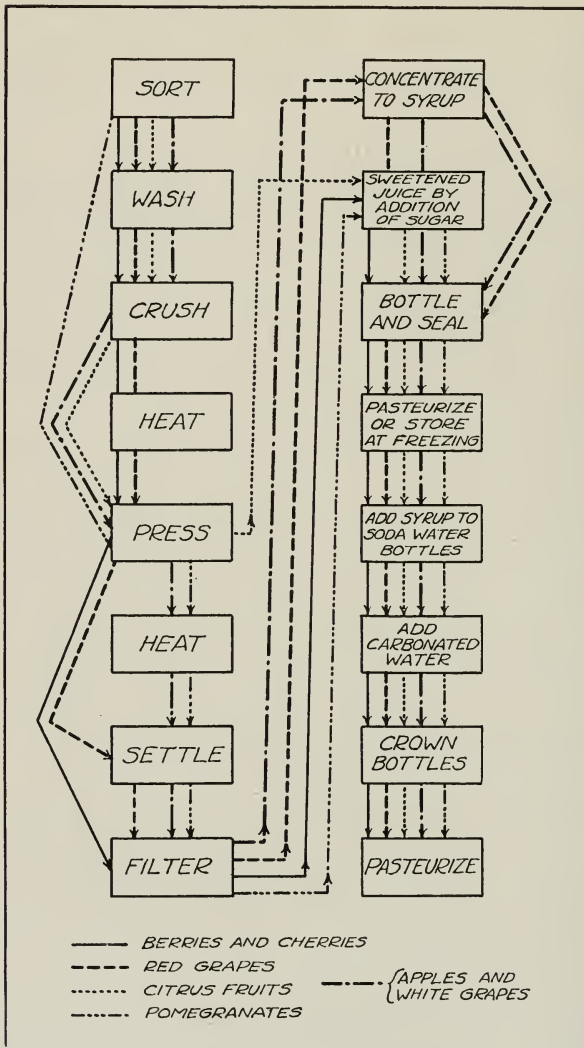 SORT
WASH
CRUSH
HEAT
PRESS
HEAT
SETTLE
FILTER
CONCENTRATE
TO SYRUP
SWEETENED
JUICE BY
ADDITION
OF SUGAR
BOTTLE
AND SEAL
PASTEURIZE
OR STORE
AT FREEZING
ADD SYRUP TO
SODA WATER
BOTTLES
ADD
CARBONATED
WATER
CROWN
BOTTLES
PASTEURIZE
BERRIES AND CHERRIES
RED GRAPES
CITRUS FRUITS
POMEGRANATES
APPLES AND
WHITE GRAPES